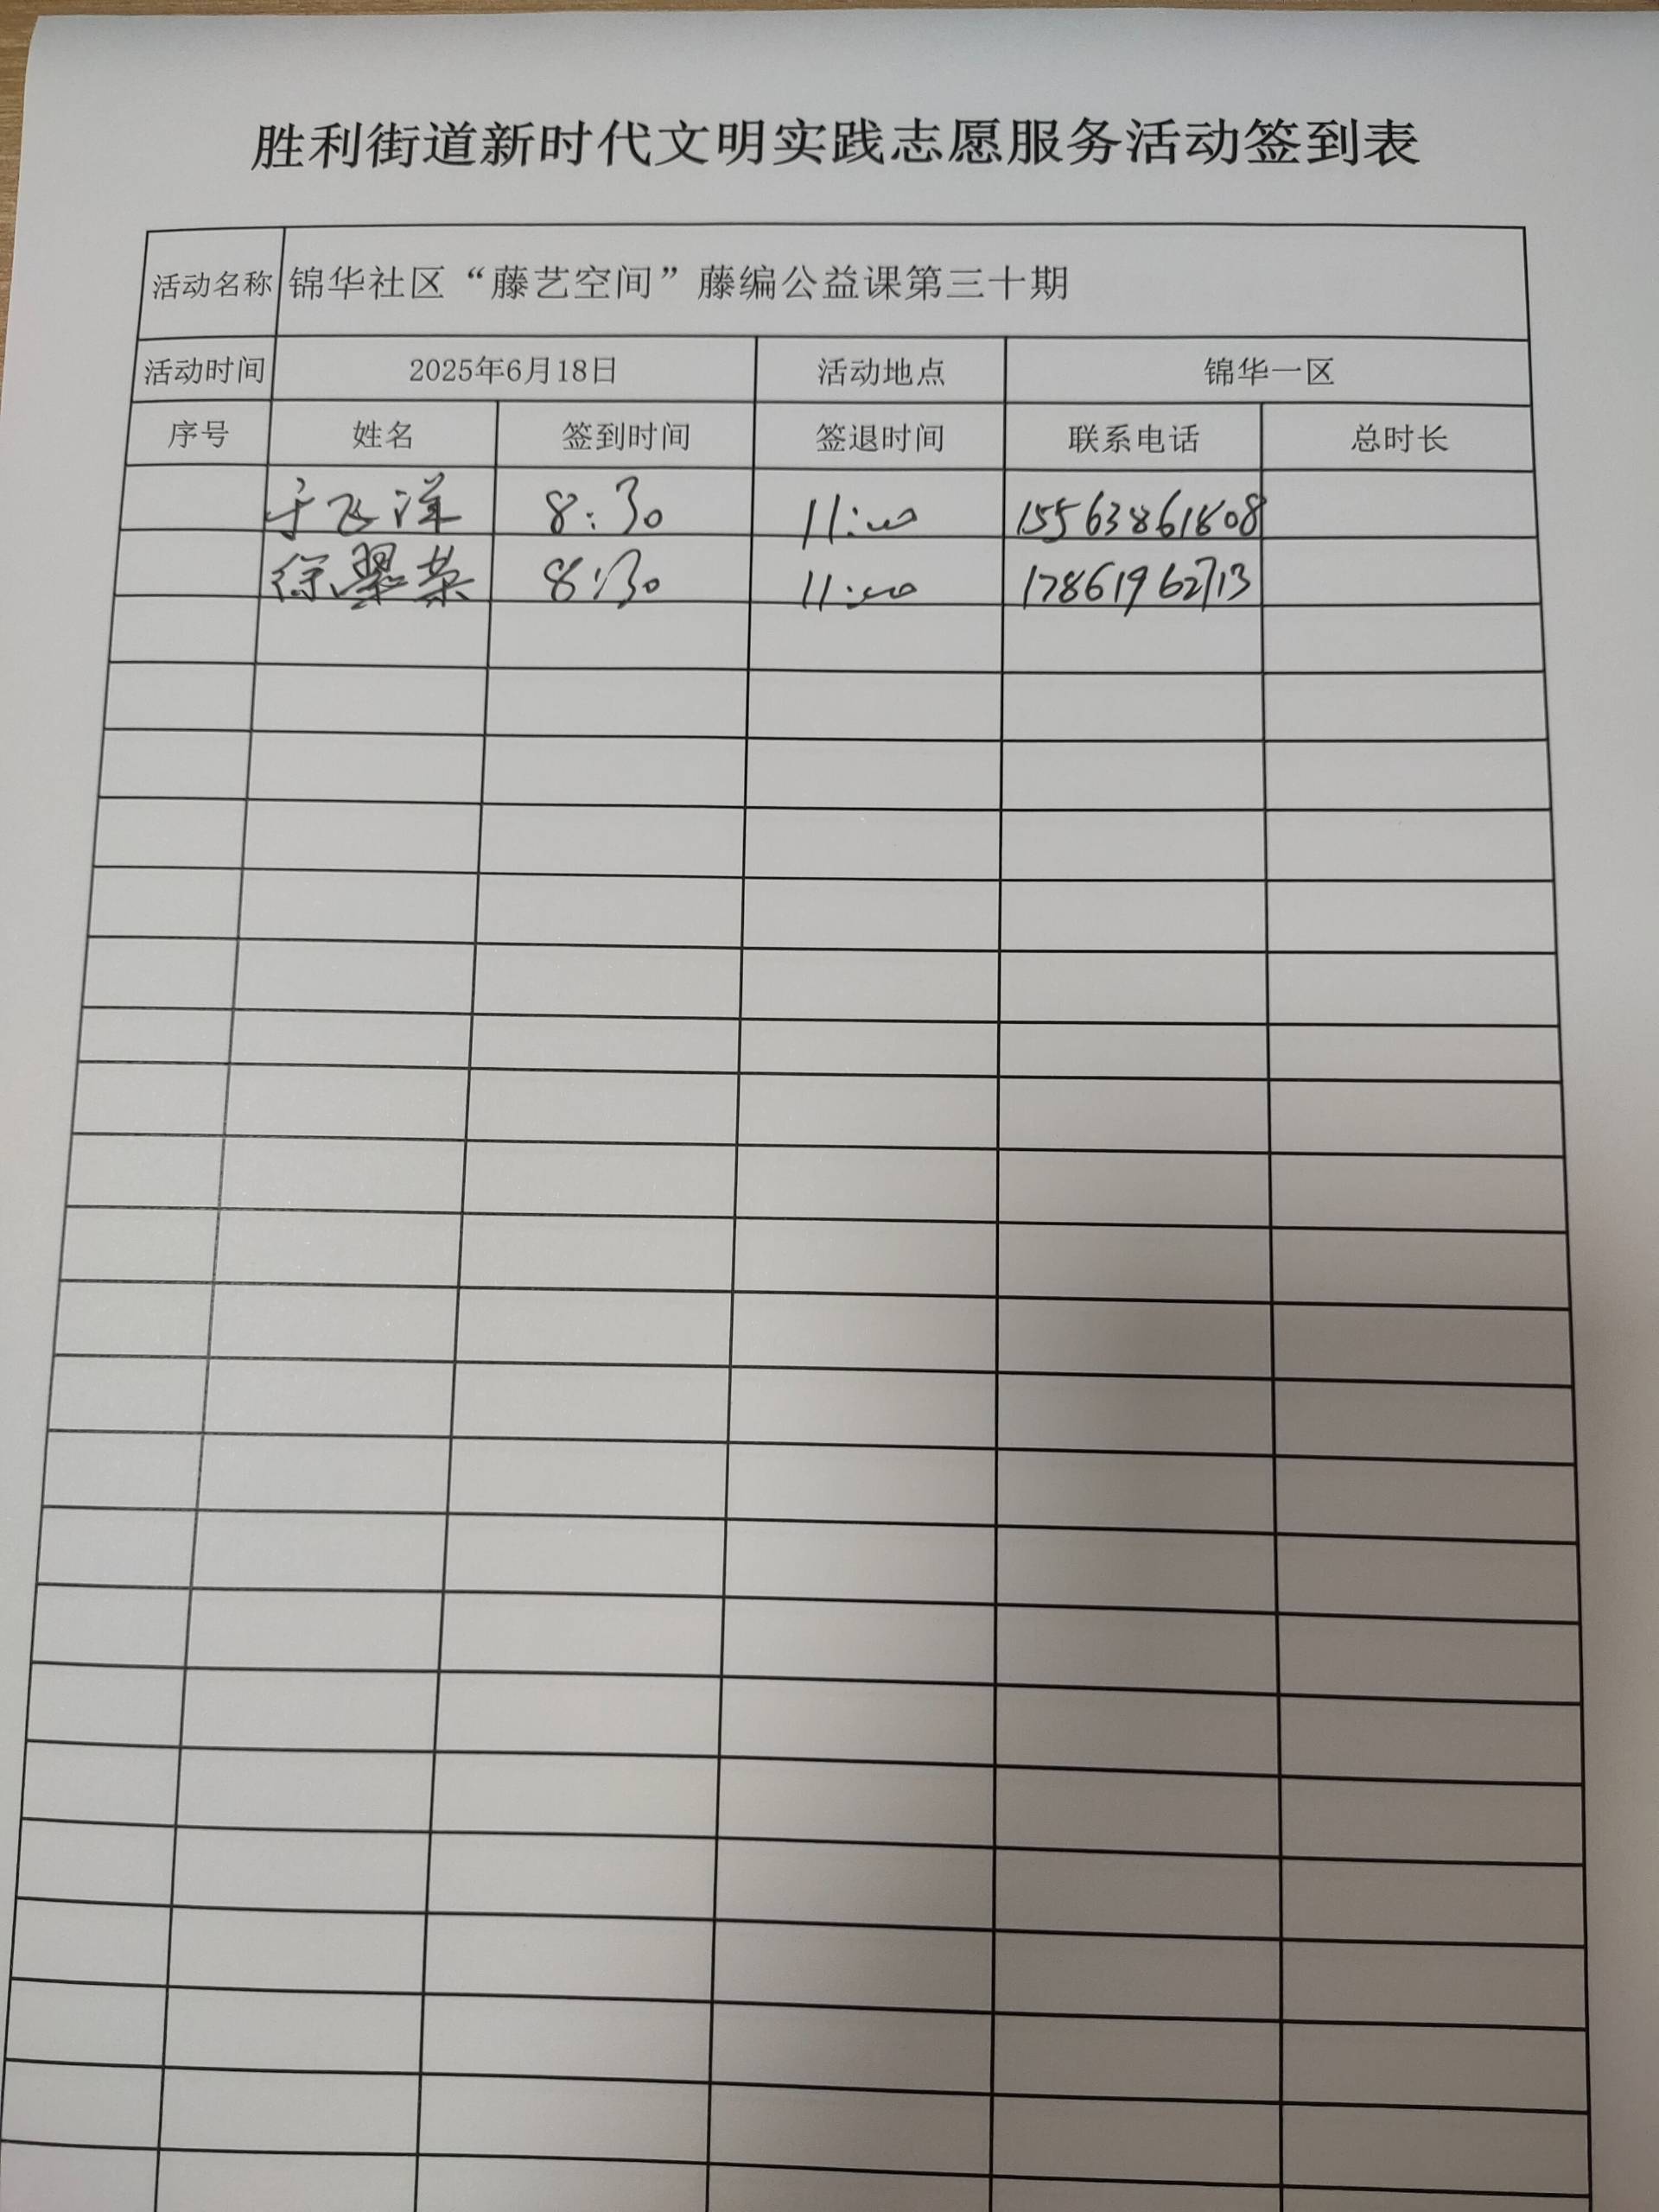 胜利街道新时代文明实践志愿服务活动签到表
活动名称 锦华社区“藤艺空间”藤编公益课第三十期
活动时间 2025年6月18日 活动地点 锦华一区
序号 姓名 签到时间 签退时间 联系电话 总时长
于飞洋 8:30 11:00 15563861808
徐翠荣 8:30 11:00 17861962713